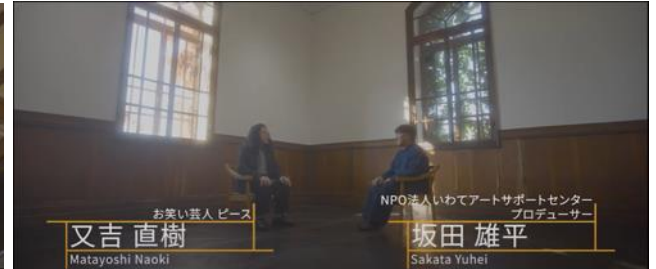 お笑い芸人 ピース
又吉 直樹
Matayoshi Naoki
NPO法人いわてアートサポートセンター
プロデューサー
坂田 雄平
Sakata Yuhei